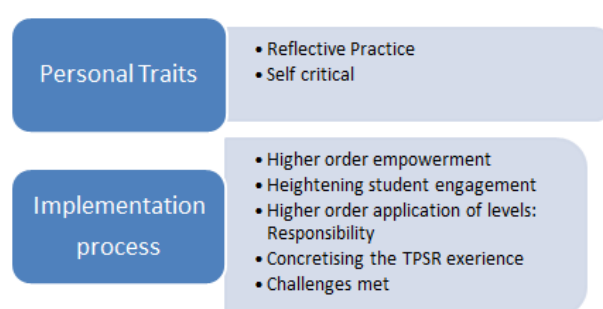 Personal Traits
• Reflective Practice
• Self critical
Implementation
process
• Higher order empowerment
• Heightening student engagement
• Higher order application of levels:
Responsibility
• Concretising the TPSR exerience
• Challenges met